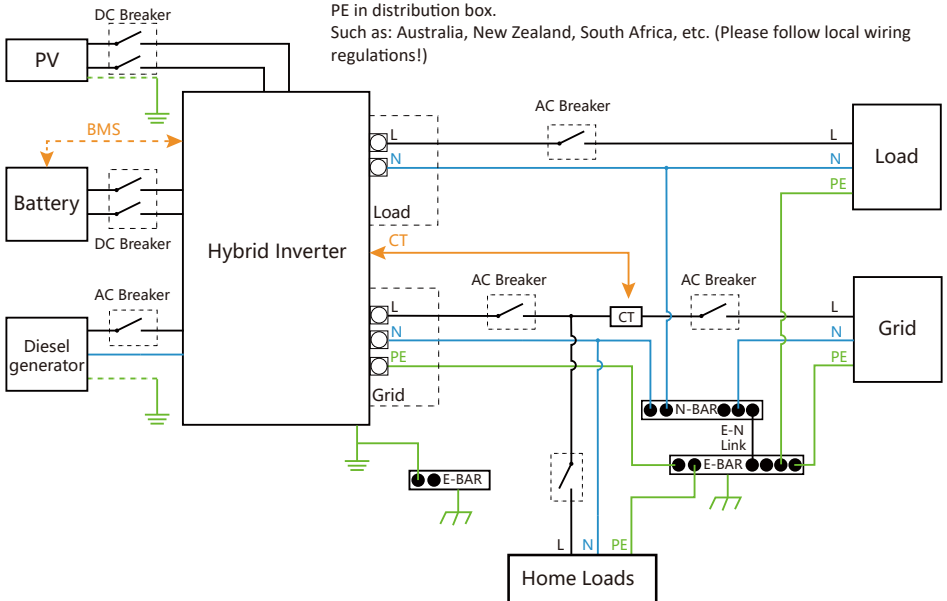 PE in distribution box.
Such as: Australia, New Zealand, South Africa, etc. (Please follow local wiring
regulations!)
DC Breaker
PV
BMS
Battery
DC Breaker
AC Breaker
Diesel
generator
Hybrid Inverter
L
N
Load
CT
L
N
PE
Grid
AC Breaker
L
N
PE
Load
AC Breaker
CT
AC Breaker
L
N
PE
Grid
N-BAR
E-N
Link
E-BAR
E-BAR
L
N
PE
Home Loads